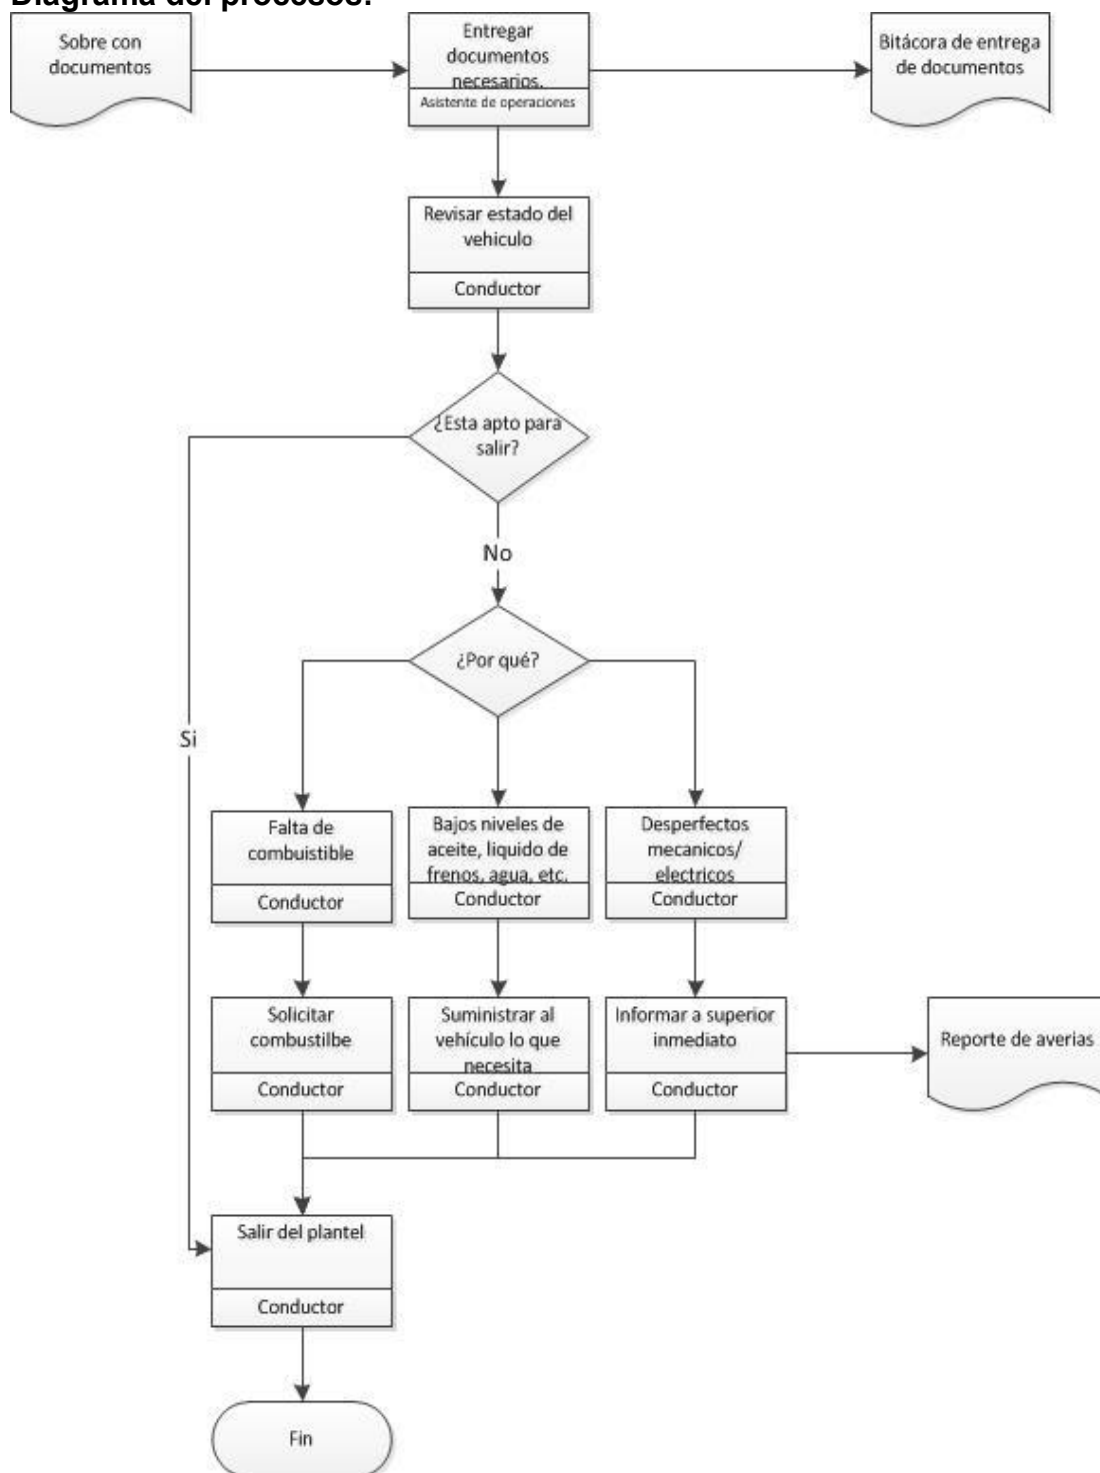 Diagrama del procesos:
Sobre con
documentos
Entregar
documentos
necesarios.
Asistente de operaciones
Bitácora de entrega
de documentos
Revisar estado del
vehiculo
Conductor
¿Esta apto para
salir?
No
¿Por qué?
Si
Falta de
combuistible
Conductor
Bajos niveles de
aceite, liquido de
frenos, agua, etc.
Conductor
Desperfectos
mecanicos/
electricos
Conductor
Solicitar
combustilbe
Conductor
Suministrar al
vehículo lo que
necesita
Conductor
Informar a superior
inmediato
Conductor
Reporte de averias
Salir del plantel
Conductor
Fin